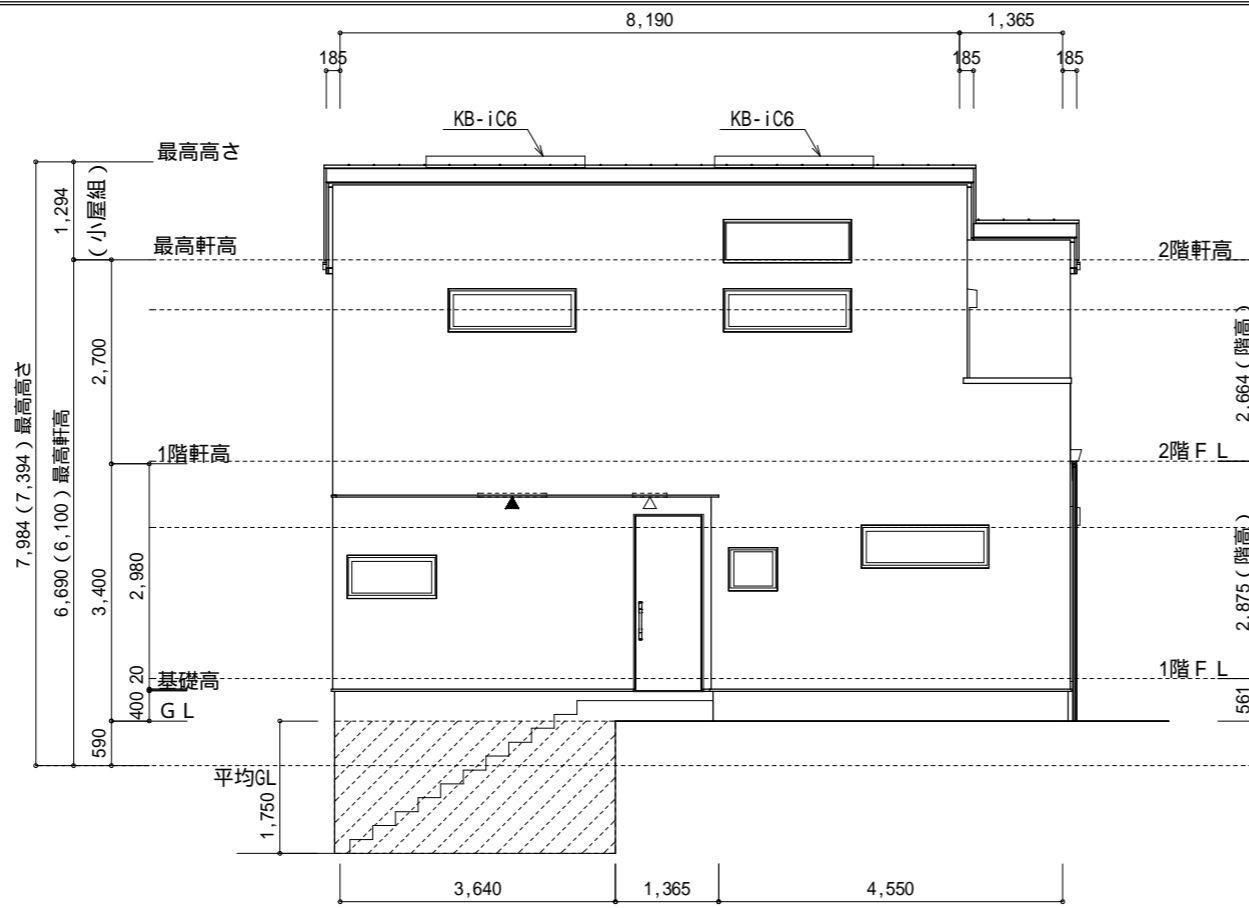 8,190
1,365
185
185
185
KB-iC6
KB-iC6
最高高さ
1,294
(小屋組)
最高軒高
2階軒高
2,700
2,664(階高)
7,984(7,394)最高高さ
6,690(6,100)最高軒高
1階軒高
2階FL
3,400
2,980
2,875(階高)
20
基礎高
1階FL
400
GL
561
590
平均GL
1,750
3,640
1,365
4,550